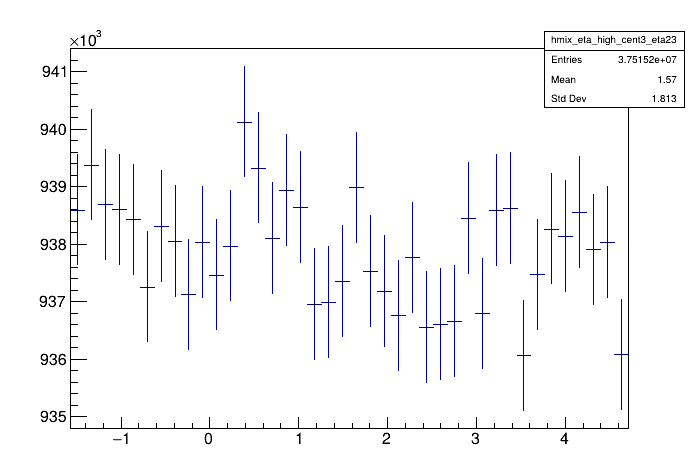 ×10³
hmix_eta_high_cent3_eta23
Entries 3.75152e+07
Mean 1.57
Std Dev 1.813
941
940
939
938
937
936
935
−1 0 1 2 3 4